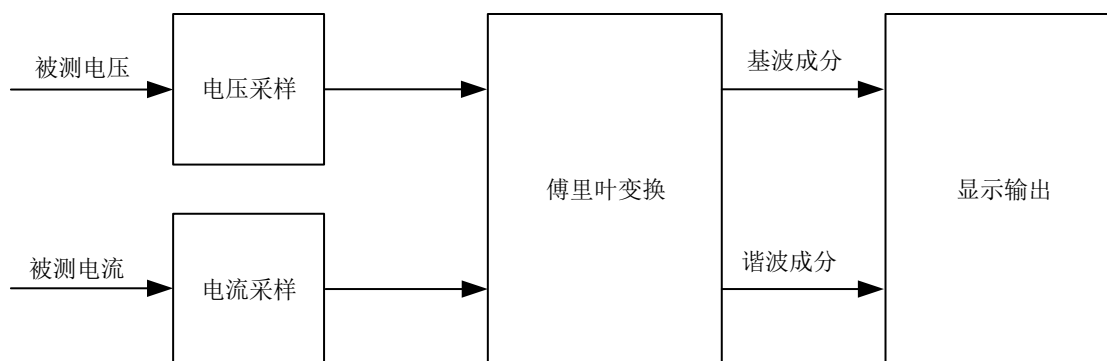 被测电压
电压采样
基波成分
傅里叶变换
显示输出
被测电流
电流采样
谐波成分